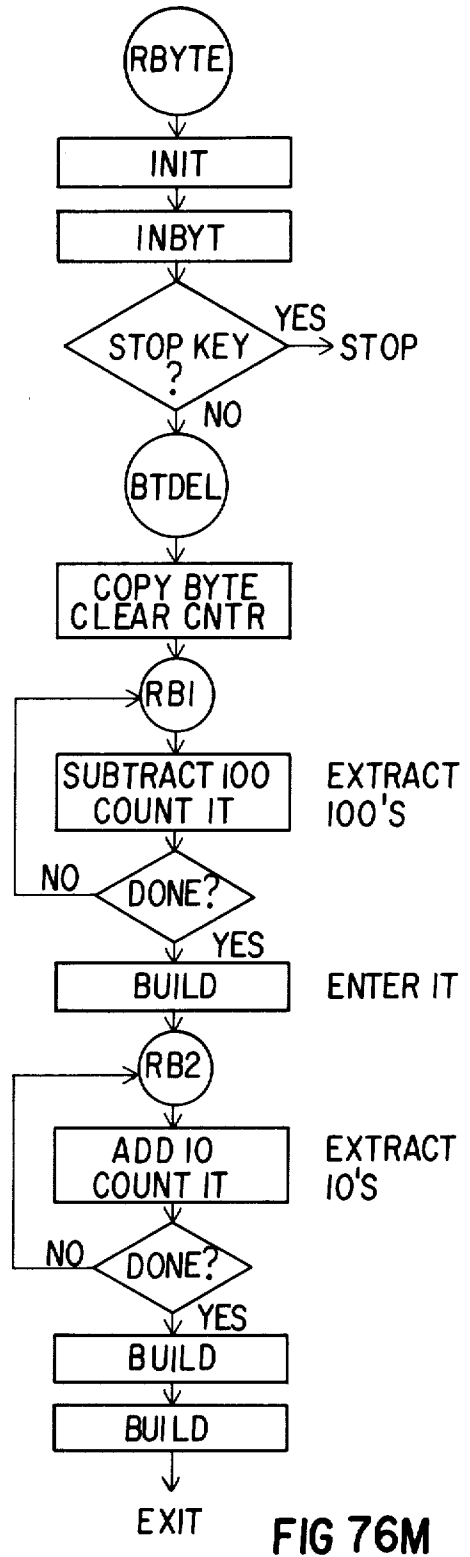 RBYTE
INIT
INBYT
STOP KEY
?
YES
STOP
NO
BTDEL
COPY BYTE
CLEAR CNTR
RB1
SUBTRACT 100
COUNT IT
EXTRACT
100'S
DONE?
NO
YES
BUILD
ENTER IT
RB2
ADD 10
COUNT IT
EXTRACT
10'S
DONE?
NO
YES
BUILD
BUILD
EXIT
FIG 76M